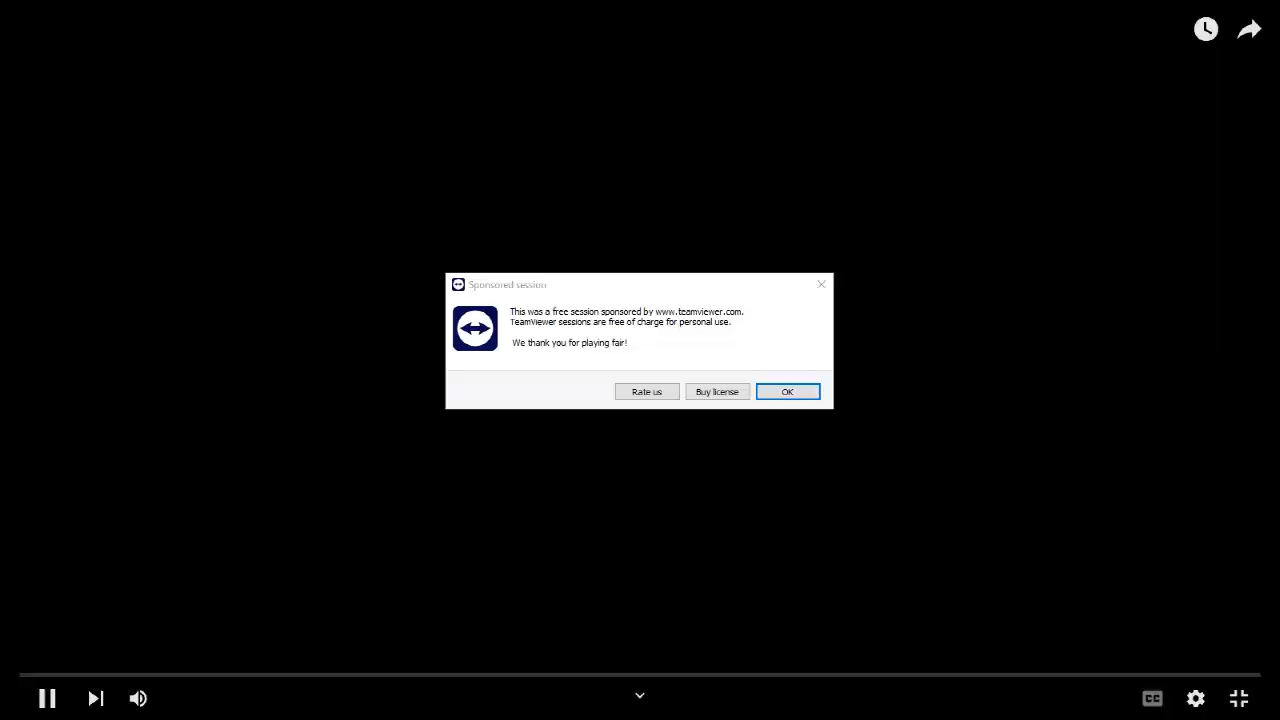 Sponsored session
This was a free session sponsored by www.teamviewer.com.
TeamViewer sessions are free of charge for personal use.
We thank you for playing fair!
Rate us
Buy license
OK
CC